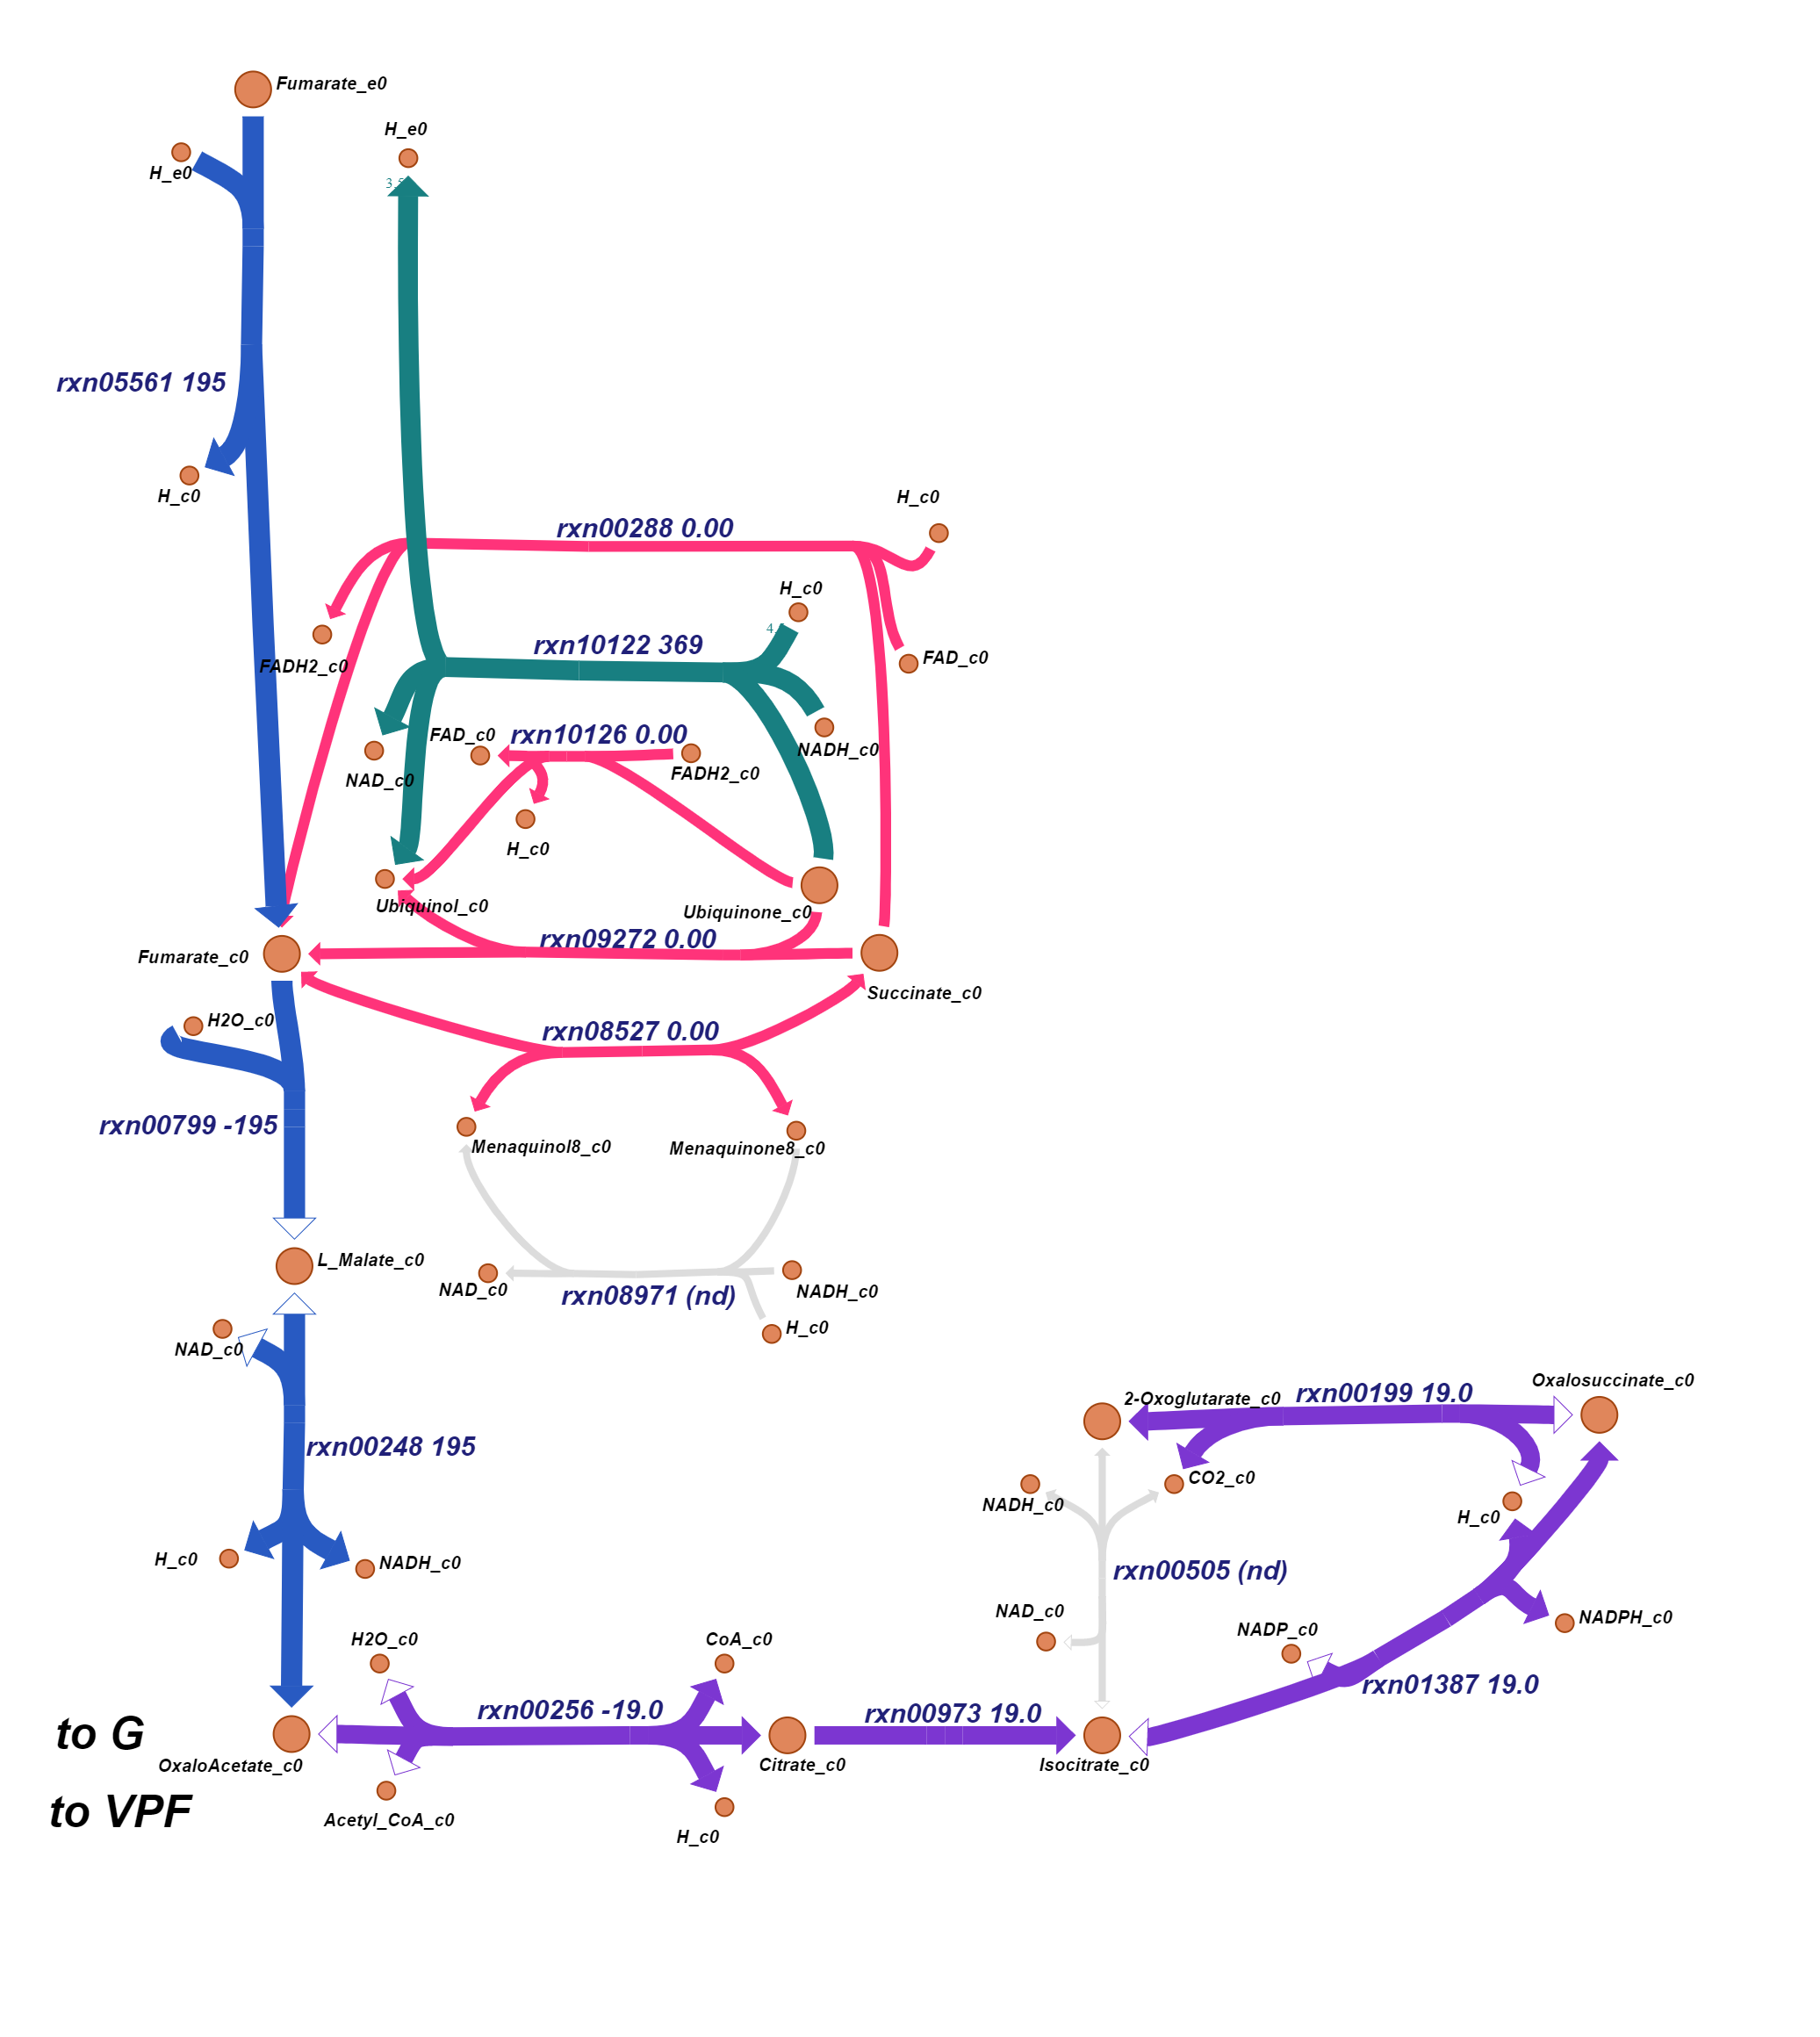 Fumarate_e0
H_e0
H_e0
3.5
rxn05561 195
H_c0
H_c0
rxn00288 0.00
H_c0
4.
rxn10122 369
FADH2_c0
FAD_c0
FAD_c0
rxn10126 0.00
NADH_c0
NAD_c0
FADH2_c0
H_c0
Ubiquinol_c0
Ubiquinone_c0
rxn09272 0.00
Fumarate_c0
Succinate_c0
H2O_c0
rxn08527 0.00
rxn00799 -195
Menaquinol8_c0
Menaquinone8_c0
L_Malate_c0
NAD_c0
NADH_c0
rxn08971 (nd)
H_c0
NAD_c0
Oxalosuccinate_c0
2-Oxoglutarate_c0
rxn00199 19.0
rxn00248 195
CO2_c0
NADH_c0
H_c0
H_c0
NADH_c0
rxn00505 (nd)
NAD_c0
NADPH_c0
NADP_c0
H2O_c0
CoA_c0
rxn01387 19.0
rxn00256 -19.0
rxn00973 19.0
to G
OxaloAcetate_c0
Citrate_c0
Isocitrate_c0
to VPF
Acetyl_CoA_c0
H_c0